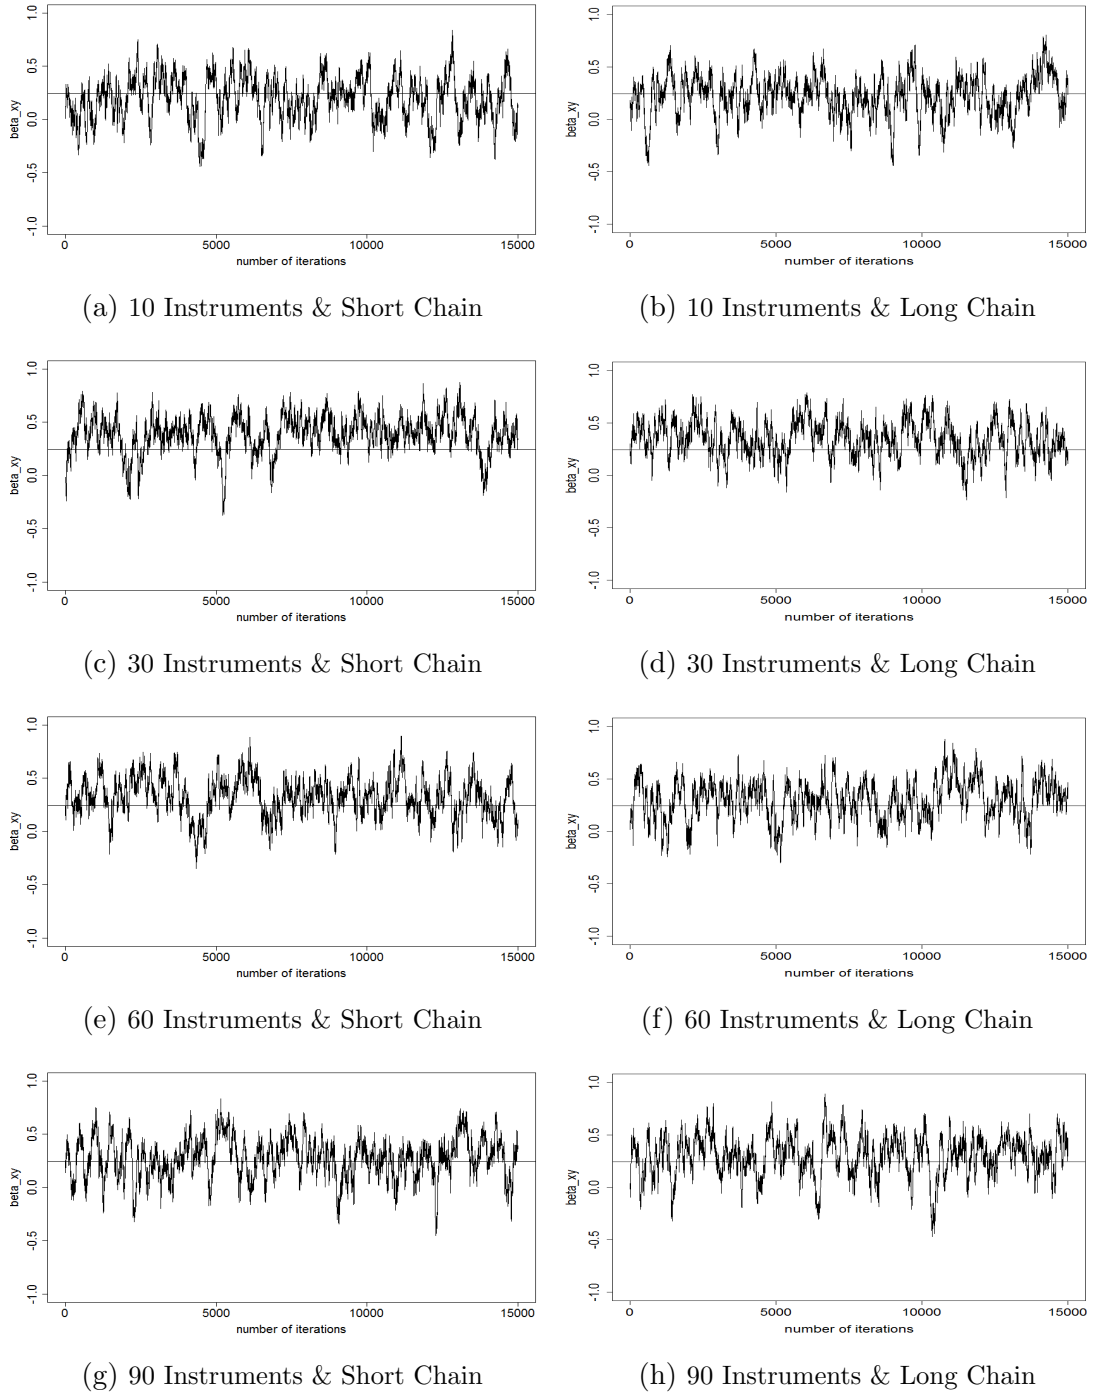 1.0
0.5
0.0
-0.5
-1.0
beta_xy
0 5000 10000 15000
number of iterations
1.0
0.5
0.0
-0.5
-1.0
beta_xy
0 5000 10000 15000
number of iterations
(a) 10 Instruments & Short Chain
(b) 10 Instruments & Long Chain
1.0
0.5
0.0
-0.5
-1.0
beta_xy
0 5000 10000 15000
number of iterations
1.0
0.5
0.0
-0.5
-1.0
beta_xy
0 5000 10000 15000
number of iterations
(c) 30 Instruments & Short Chain
(d) 30 Instruments & Long Chain
1.0
0.5
0.0
-0.5
-1.0
beta_xy
0 5000 10000 15000
number of iterations
1.0
0.5
0.0
-0.5
-1.0
beta_xy
0 5000 10000 15000
number of iterations
(e) 60 Instruments & Short Chain
(f) 60 Instruments & Long Chain
1.0
0.5
0.0
-0.5
-1.0
beta_xy
0 5000 10000 15000
number of iterations
1.0
0.5
0.0
-0.5
-1.0
beta_xy
0 5000 10000 15000
number of iterations
(g) 90 Instruments & Short Chain
(h) 90 Instruments & Long Chain